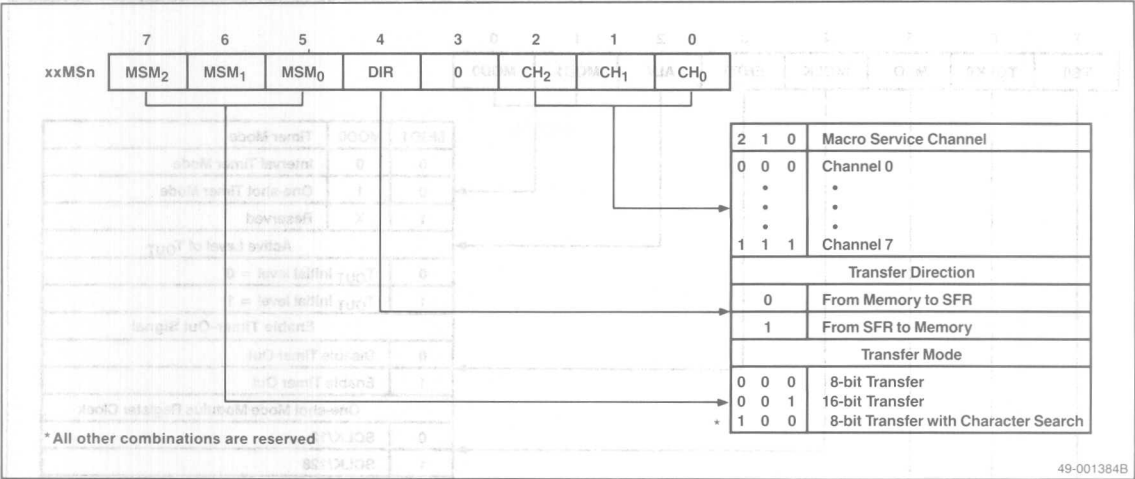 7 6 5 4 3 2 1 0
xxMSn MSM₂ MSM₁ MSM₀ DIR 0 CH₂ CH₁ CH₀
2 1 0 Macro Service Channel
0 0 0 Channel 0
1 1 1 Channel 7
Transfer Direction
0 From Memory to SFR
1 From SFR to Memory
Transfer Mode
0 0 0 8-bit Transfer
0 0 1 16-bit Transfer
* 1 0 0 8-bit Transfer with Character Search
*All other combinations are reserved
49-001384B